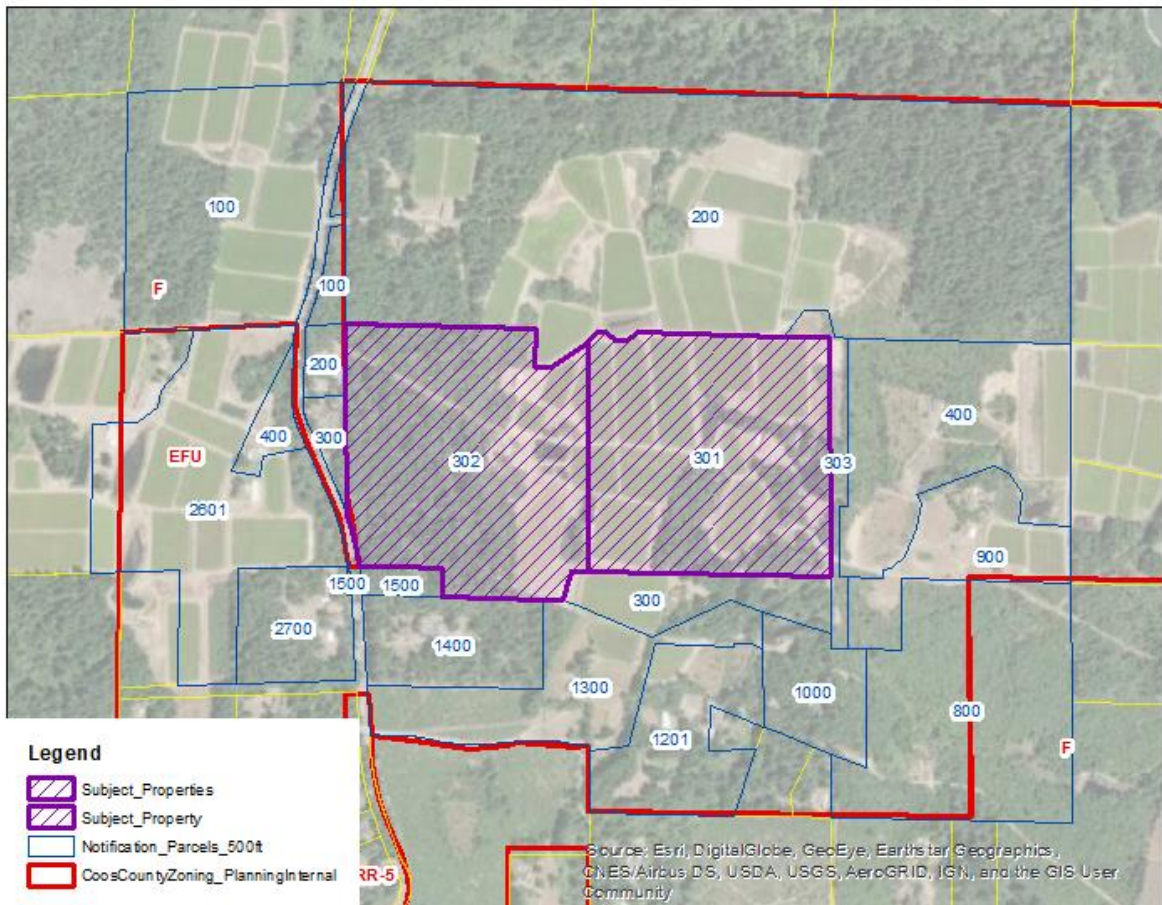 100
200
F
100
200
400
300
302
301
303
400
EFU
2601
900
1500
1500
300
2700
1400
1300
1000
800
1201
F
Legend
Subject_Properties
Subject_Property
Notification_Parcels_500ft
CoosCountyZoning_PlanningInternal
RR-5
Source: Esri, DigitalGlobe, GeoEye, Earthstar Geographics,
CNES/Airbus DS, USDA, USGS, AeroGRID, IGN, and the GIS User
Community